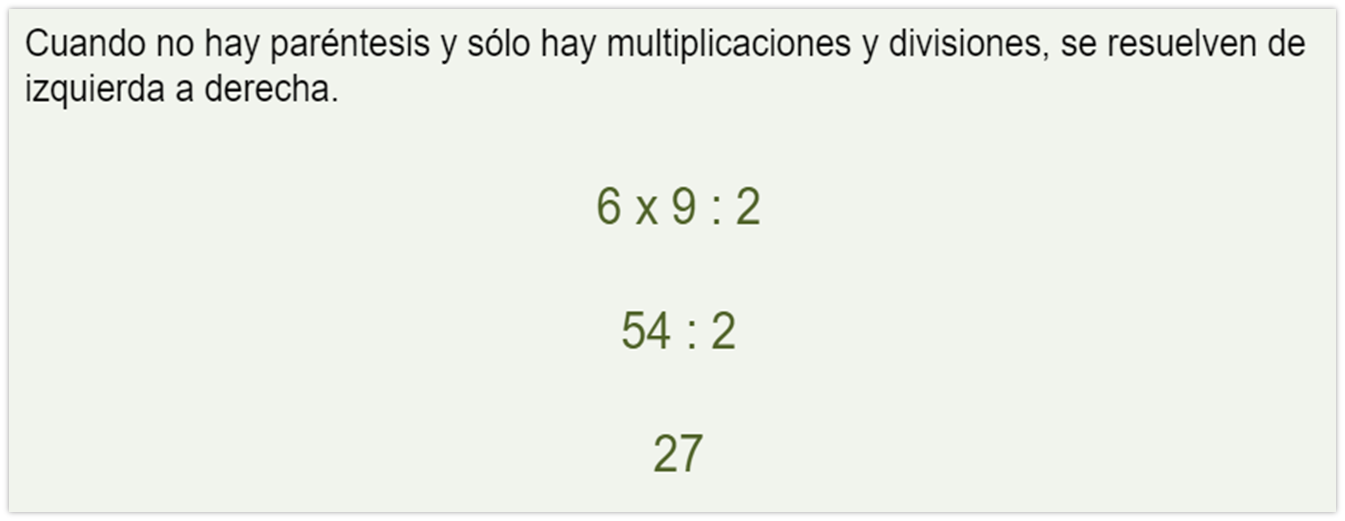 Cuando no hay paréntesis y sólo hay multiplicaciones y divisiones, se resuelven de
izquierda a derecha.
6 x 9 : 2
54 : 2
27